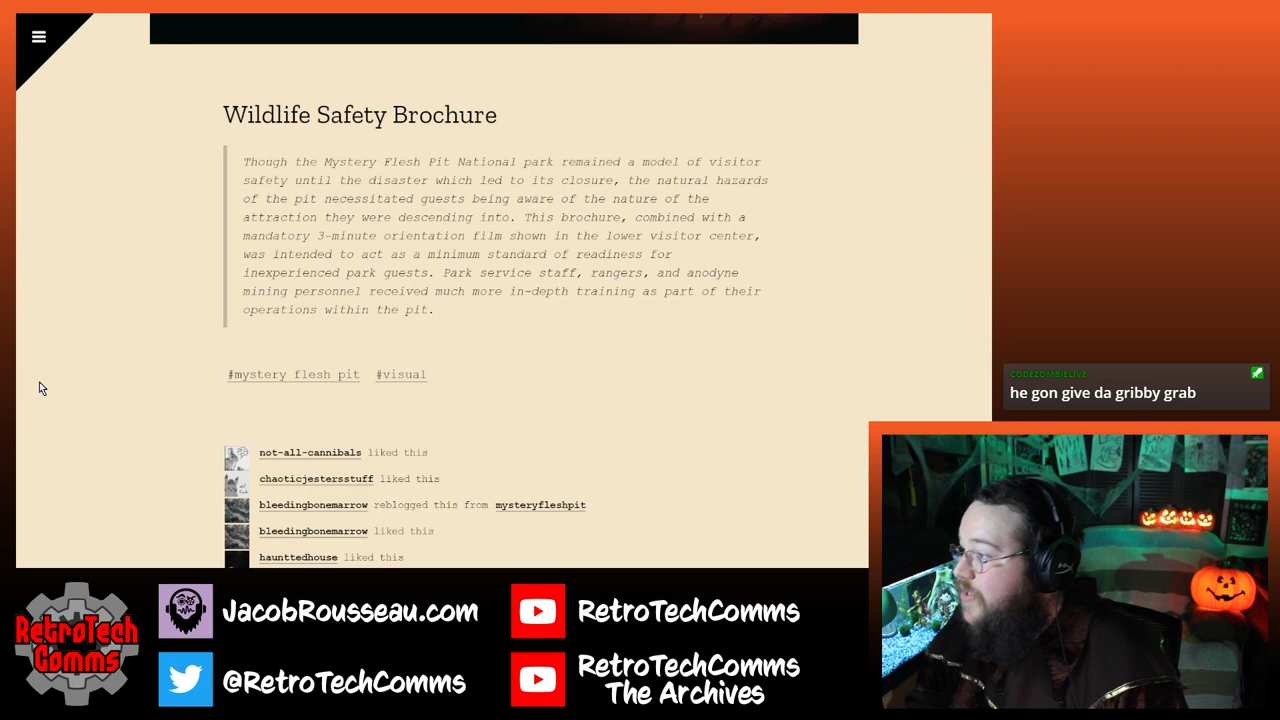 Wildlife Safety Brochure
Though the Mystery Flesh Pit National park remained a model of visitor
safety until the disaster which led to its closure, the natural hazards
of the pit necessitated guests being aware of the nature of the
attraction they were descending into. This brochure, combined with a
mandatory 3-minute orientation film shown in the lower visitor center,
was intended to act as a minimum standard of readiness for
inexperienced park guests. Park service staff, rangers, and anodyne
mining personnel received much more in-depth training as part of their
operations within the pit.
#mystery flesh pit #visual
not-all-cannibals liked this
chaoticjestersstuff liked this
bleedingbonemarrow reblogged this from mysteryfleshpit
bleedingbonemarrow liked this
haunttedhouse liked this
CODEZOMBIELIVE
he gon give da gribby grab
RetroTech
Comms
JacobRousseau.com
@RetroTechComms
RetroTechComms
RetroTechComms
The Archives